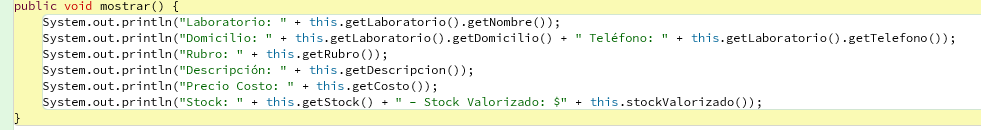 public void mostrar() {
System.out.println("Laboratorio: " + this.getLaboratorio().getNombre());
System.out.println("Domicilio: " + this.getLaboratorio().getDomicilio() + " Teléfono: " + this.getLaboratorio().getTelefono());
System.out.println("Rubro: " + this.getRubro());
System.out.println("Descripción: " + this.getDescripcion());
System.out.println("Precio Costo: " + this.getCosto());
System.out.println("Stock: " + this.getStock() + " – Stock Valorizado: $" + this.stockValorizado());
}